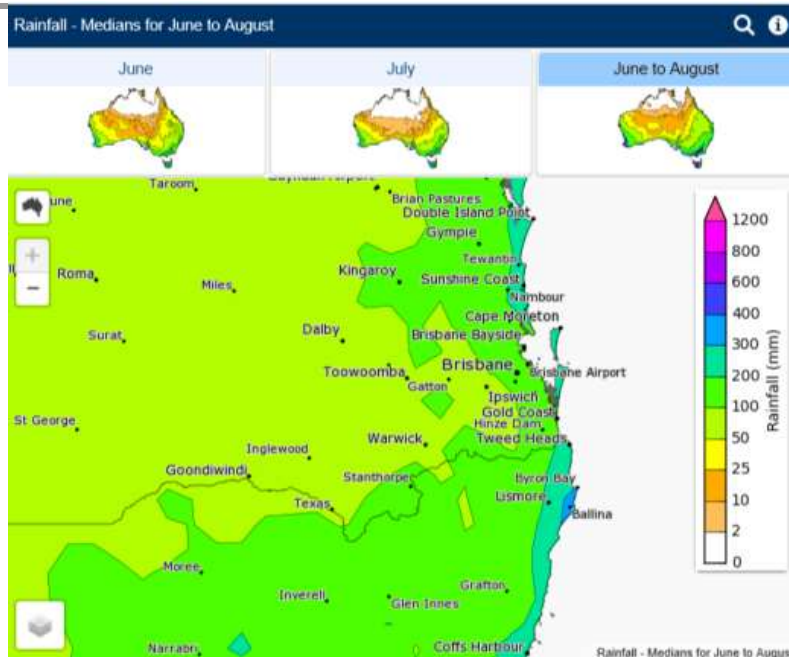 Rainfall - Medians for June to August
June
July
June to August
Taroom
Brian Pastures
Double Island Point
Gympie
Tewantin
Roma
Kingaroy
Sunshine Coast
Miles
Nambour
Cape Moreton
Surat
Dalby
Brisbane Bayside
Toowoomba
Brisbane
Brisbane Airport
Gatton
Ipswich
Gold Coast
St George
Hinze Dam
Warwick
Tweed Heads
Inglewood
Goondiwindi
Stanthorpe
Byron Bay
Lismore
Texas
Ballina
Moree
Grafton
Inverell
Glen Innes
Narrabri
Coffs Harbour
1200
800
600
400
300
200
100
50
25
10
2
0
Rainfall (mm)
Rainfall - Medians for June to Augus